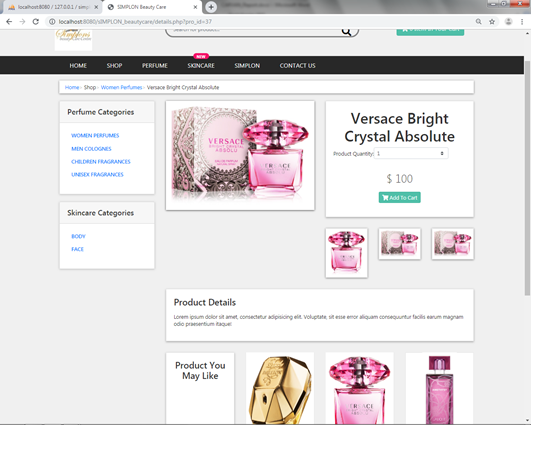 localhost:8080 / 127.0.0.1 / simp
SIMPLON Beauty Care
localhost:8080/SIMPLON_beautycare/details.php?pro_id=37
Simplons
NEW
HOME SHOP PERFUME SKINCARE SIMPLON CONTACT US
Home Shop Women Perfumes Versace Bright Crystal Absolute
Perfume Categories
WOMEN PERFUMES
MEN COLOGNES
CHILDREN FRAGRANCES
UNISEX FRAGRANCES
Skincare Categories
BODY
FACE
VERSACE
BRIGHT CRYSTAL
VERSACE
Versace Bright
Crystal Absolute
Product Quantity 1
$ 100
Add To Cart
Product Details
Lorem ipsum dolor sit amet, consectetur adipisicing elit. Voluptate, sit esse error aliquam consequuntur facilis earum magnam
odio praesentium itaque!
Product You
May Like
VERSACE